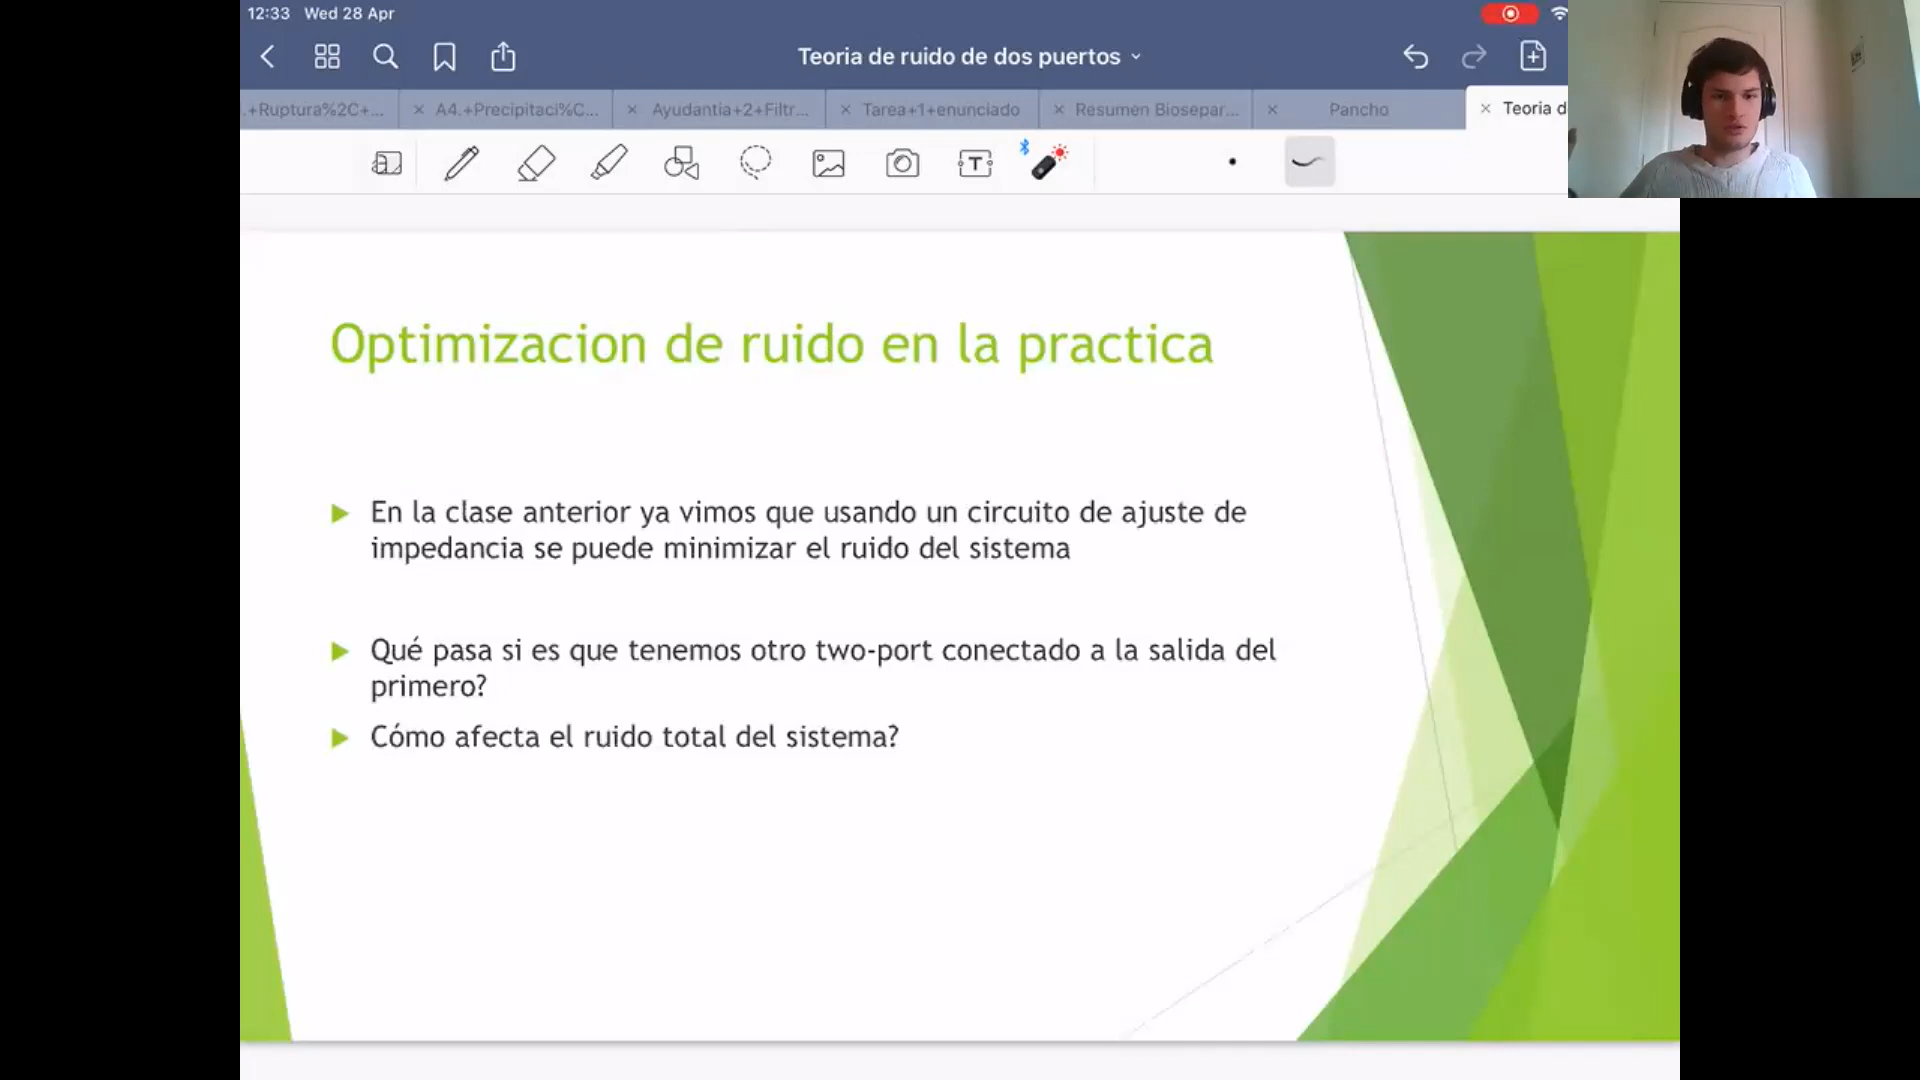 12:33 Wed 28 Apr
Teoria de ruido de dos puertos
.+Ruptura%2C+...
A4.+Precipitaci%C...
Ayudantia+2+Filtr...
Tarea+1+enunciado
Resumen Biosepar...
Pancho
Teoria d
T
Optimizacion de ruido en la practica
En la clase anterior ya vimos que usando un circuito de ajuste de
impedancia se puede minimizar el ruido del sistema
Qué pasa si es que tenemos otro two-port conectado a la salida del
primero?
Cómo afecta el ruido total del sistema?